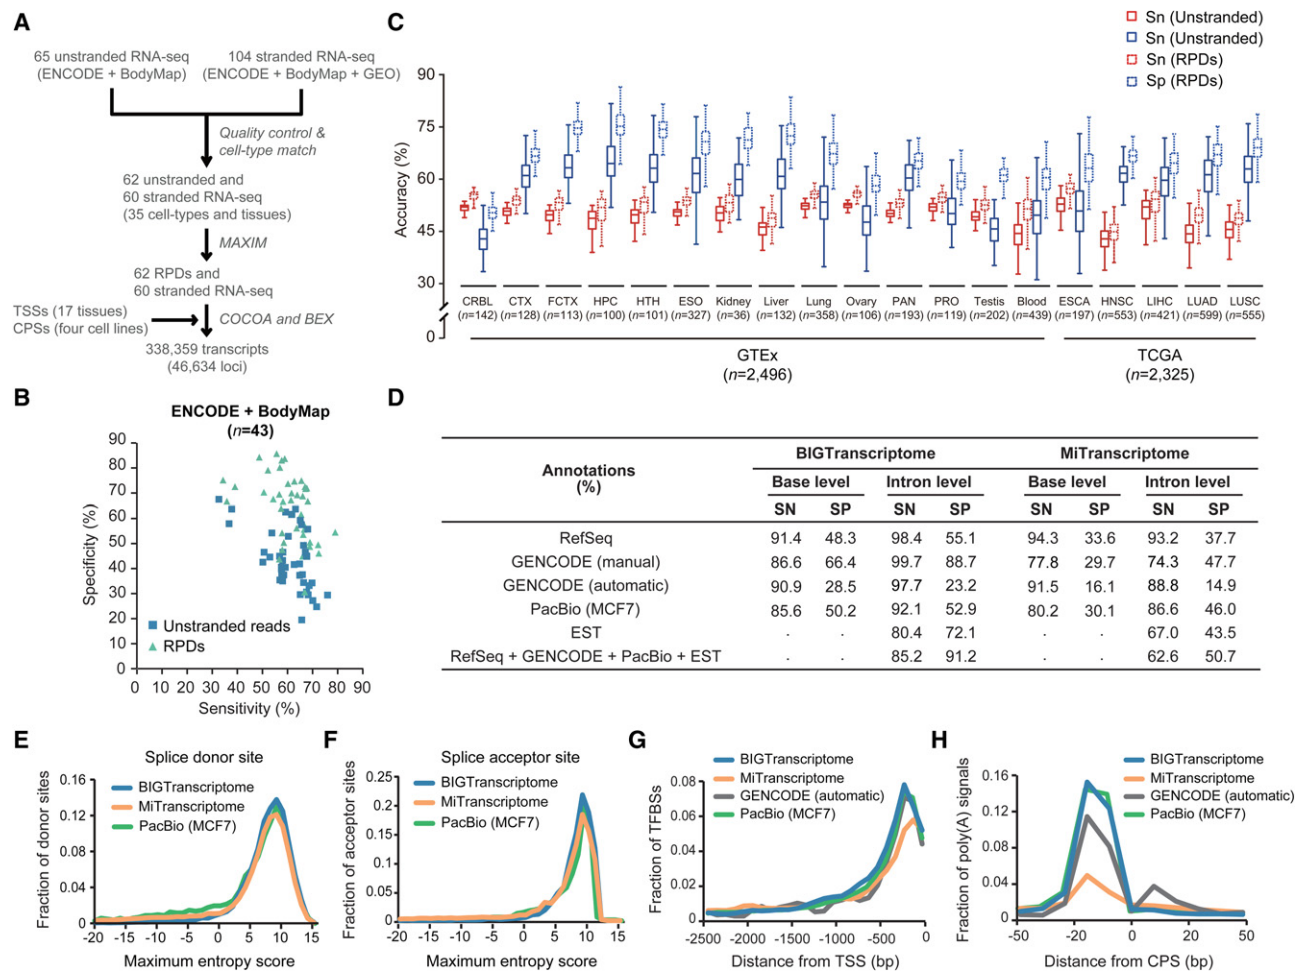 A
65 unstranded RNA-seq
(ENCODE + BodyMap)
104 stranded RNA-seq
(ENCODE + BodyMap + GEO)
Quality control &
cell-type match
62 unstranded and
60 stranded RNA-seq
(35 cell-types and tissues)
MAXIM
62 RPDs and
60 stranded RNA-seq
TSSs (17 tissues)
CPSs (four cell lines)
COCOA and BEX
338,359 transcripts
(46,634 loci)
B
ENCODE + BodyMap
(n=43)
Specificity (%)
90
80
70
60
50
40
30
20
10
0
Unstranded reads
RPDs
0 10 20 30 40 50 60 70 80 90
Sensitivity (%)
C
Sn (Unstranded)
Sn (Unstranded)
Sn (RPDs)
Sp (RPDs)
Accuracy (%)
90
75
60
45
30
0
CRBL CTX FCTX HPC HTH ESO Kidney Liver Lung Ovary PAN PRO Testis Blood ESCA HNSC LIHC LUAD LUSC
(n=142) (n=128) (n=113) (n=100) (n=101) (n=327) (n=36) (n=132) (n=358) (n=106) (n=193) (n=119) (n=202) (n=439) (n=197) (n=553) (n=421) (n=599) (n=555)
GTEx
(n=2,496)
TCGA
(n=2,325)
D
Annotations
(%)
BIGTranscriptome MiTranscriptome
Base level Intron level Base level Intron level
SN SP SN SP SN SP SN SP
RefSeq 91.4 48.3 98.4 55.1 94.3 33.6 93.2 37.7
GENCODE (manual) 86.6 66.4 99.7 88.7 77.8 29.7 74.3 47.7
GENCODE (automatic) 90.9 28.5 97.7 23.2 91.5 16.1 88.8 14.9
PacBio (MCF7) 85.6 50.2 92.1 52.9 80.2 30.1 86.6 46.0
EST . . 80.4 72.1 . . 67.0 43.5
RefSeq + GENCODE + PacBio + EST . . 85.2 91.2 . . 62.6 50.7
E
Splice donor site
Fraction of donor sites
0.16
0.12
0.08
0.04
0
BIGTranscriptome
MiTranscriptome
PacBio (MCF7)
-20 -15 -10 -5 0 5 10 15
Maximum entropy score
F
Splice acceptor site
Fraction of acceptor sites
0.25
0.20
0.15
0.10
0.05
0
BIGTranscriptome
MiTranscriptome
PacBio (MCF7)
-20 -15 -10 -5 0 5 10 15
Maximum entropy score
G
Fraction of TFBSs
0.08
0.06
0.04
0.02
0
BIGTranscriptome
MiTranscriptome
GENCODE (automatic)
PacBio (MCF7)
-2500 -2000 -1500 -1000 -500 0
Distance from TSS (bp)
H
Fraction of poly(A) signals
0.16
0.12
0.08
0.04
0
BIGTranscriptome
MiTranscriptome
GENCODE (automatic)
PacBio (MCF7)
-50 -20 0 20 50
Distance from CPS (bp)